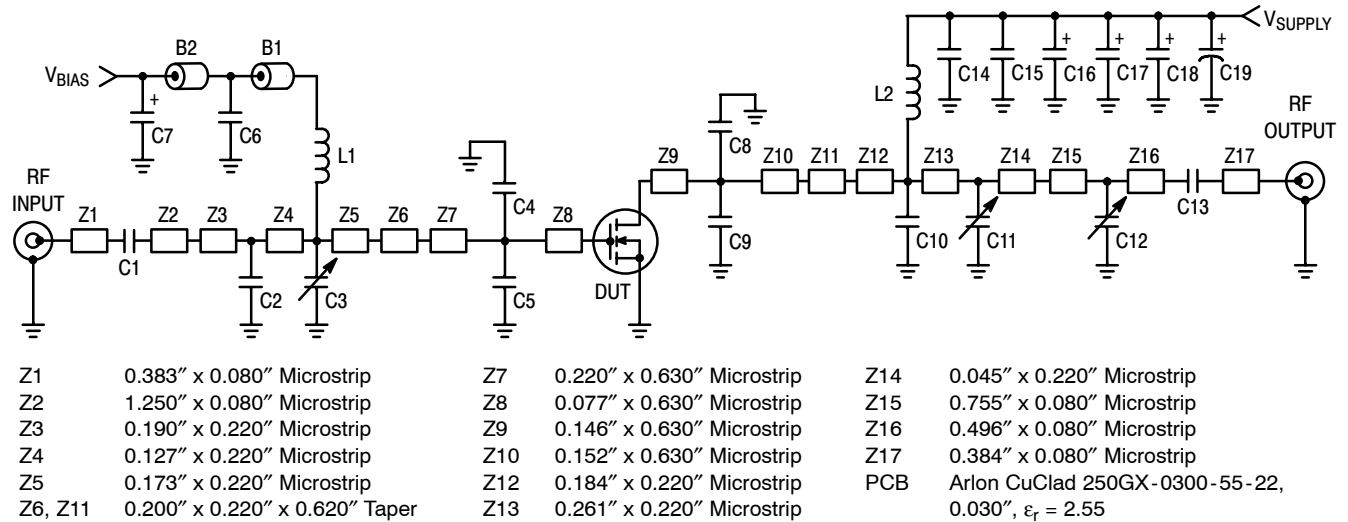 VSUPPLY
C14 C15 C16 C17 C18 C19
+ + + +
L2
B2 B1
VBIAS
+
C7 C6
L1
C8
RF
OUTPUT
RF
INPUT
Z9 Z10 Z11 Z12 Z13 Z14 Z15 Z16 Z17
C9 C10 C11 C12 C13
C4
Z1 Z2 Z3 Z4 Z5 Z6 Z7 Z8
C1 C2 C3 C5
DUT
Z1 0.383″ x 0.080″ Microstrip
Z2 1.250″ x 0.080″ Microstrip
Z3 0.190″ x 0.220″ Microstrip
Z4 0.127″ x 0.220″ Microstrip
Z5 0.173″ x 0.220″ Microstrip
Z6, Z11 0.200″ x 0.220″ x 0.620″ Taper
Z7 0.220″ x 0.630″ Microstrip
Z8 0.077″ x 0.630″ Microstrip
Z9 0.146″ x 0.630″ Microstrip
Z10 0.152″ x 0.630″ Microstrip
Z12 0.184″ x 0.220″ Microstrip
Z13 0.261″ x 0.220″ Microstrip
Z14 0.045″ x 0.220″ Microstrip
Z15 0.755″ x 0.080″ Microstrip
Z16 0.496″ x 0.080″ Microstrip
Z17 0.384″ x 0.080″ Microstrip
PCB Arlon CuClad 250GX-0300-55-22,
0.030″, εr = 2.55